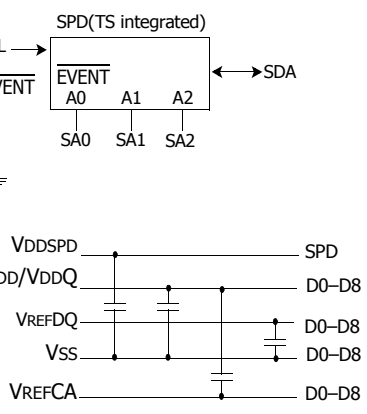 SPD(TS integrated)
L
EVENT
SDA
VENT
A0 A1 A2
SA0 SA1 SA2
VDDSPD SPD
DD/VDDQ D0–D8
VREFDQ D0–D8
VSS D0–D8
VREFCA D0–D8